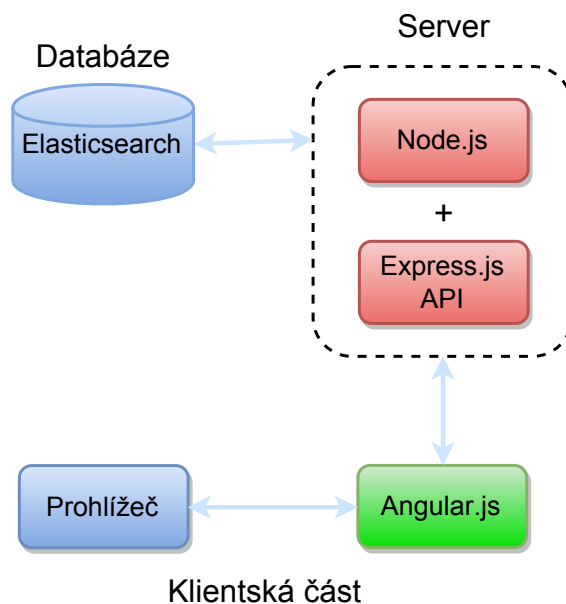 Server
Databáze
Elasticsearch
Node.js
+
Express.js
API
Prohlížeč
Angular.js
Klientská část